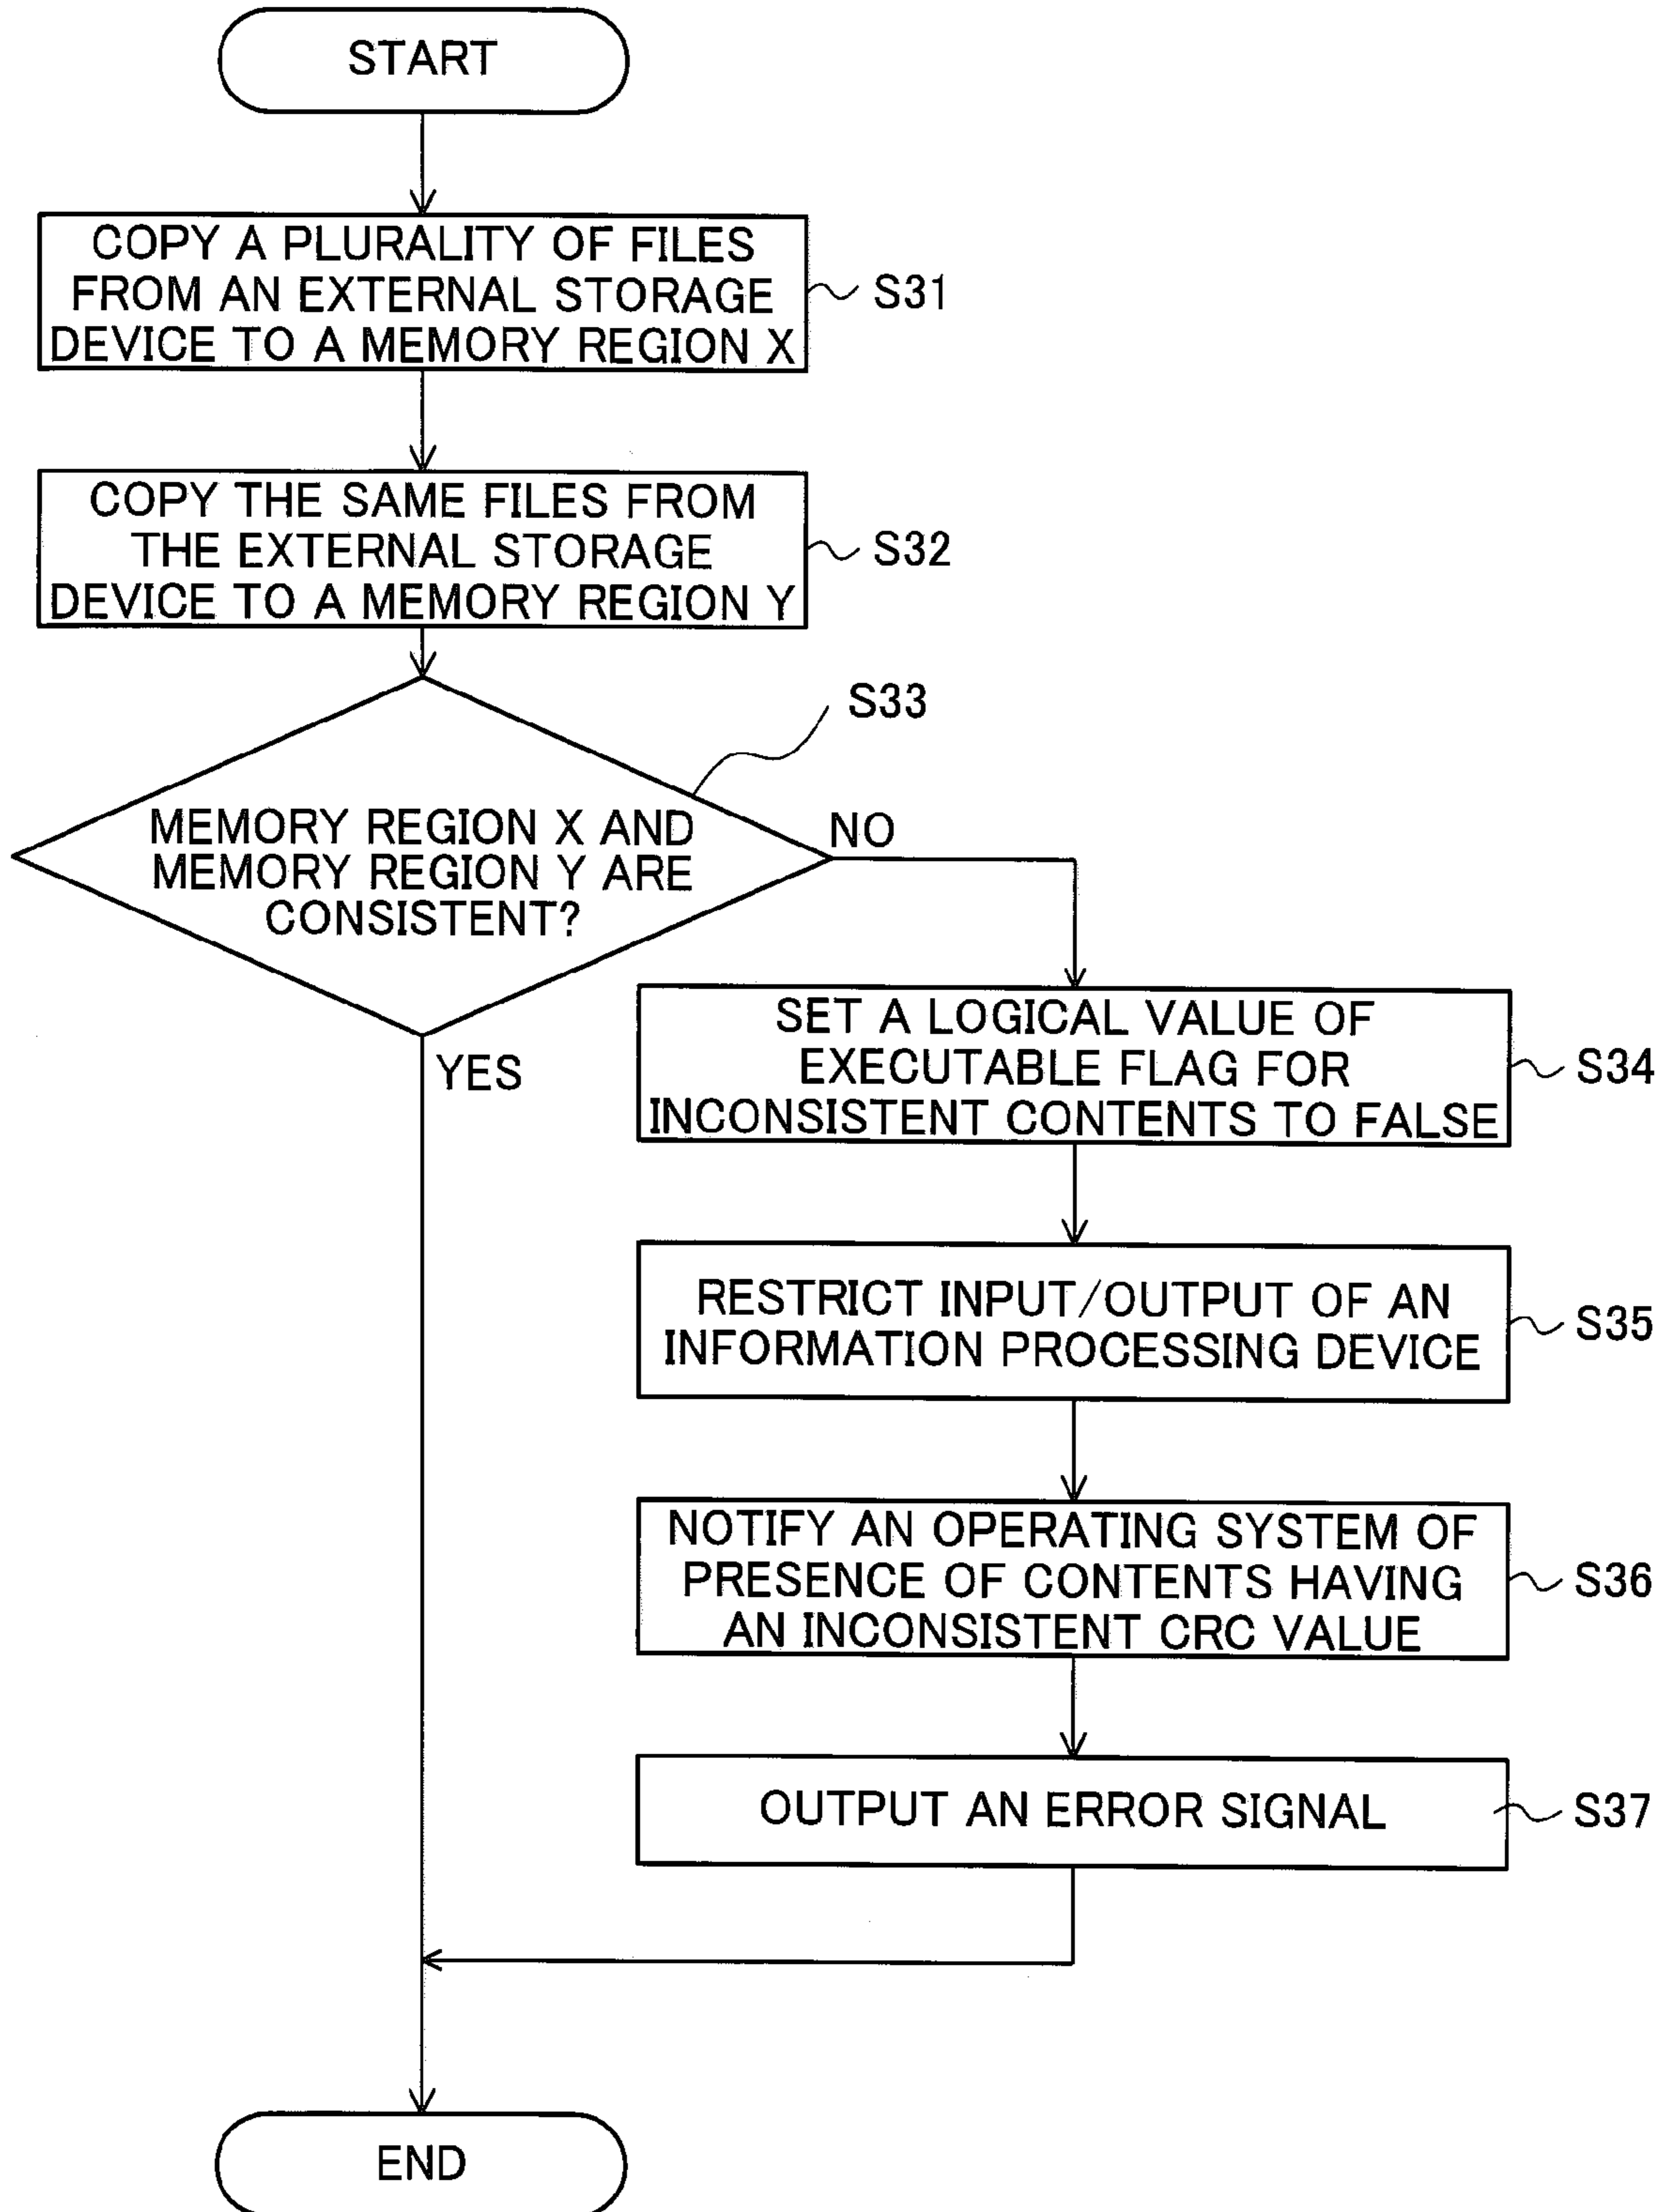 START
COPY A PLURALITY OF FILES
FROM AN EXTERNAL STORAGE
DEVICE TO A MEMORY REGION X
S31
COPY THE SAME FILES FROM
THE EXTERNAL STORAGE
DEVICE TO A MEMORY REGION Y
S32
S33
MEMORY REGION X AND
MEMORY REGION Y ARE
CONSISTENT?
NO
YES
SET A LOGICAL VALUE OF
EXECUTABLE FLAG FOR
INCONSISTENT CONTENTS TO FALSE
S34
RESTRICT INPUT/OUTPUT OF AN
INFORMATION PROCESSING DEVICE
S35
NOTIFY AN OPERATING SYSTEM OF
PRESENCE OF CONTENTS HAVING
AN INCONSISTENT CRC VALUE
S36
OUTPUT AN ERROR SIGNAL
S37
END